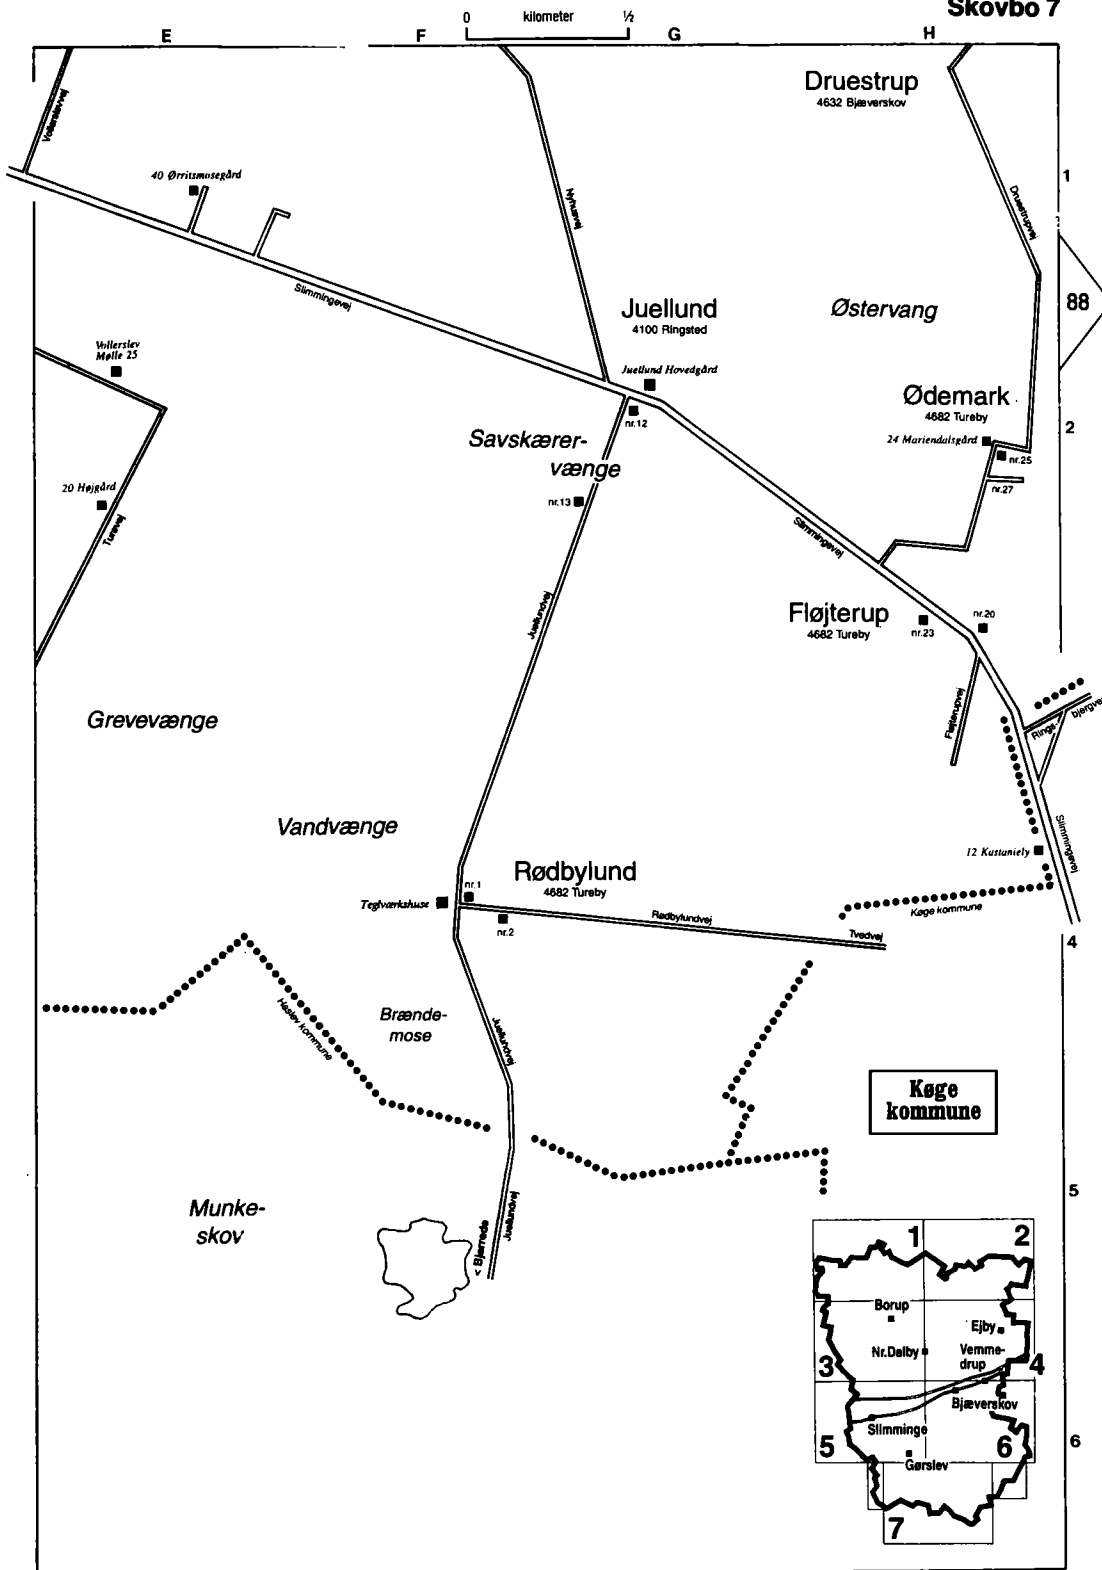 Skovbo 7
0 kilometer ½
E F G H
Druestrup
4632 Bjæverskov
Vollerslevvej
1
40 Ørritsmosegård
Nyhusvej
Druestrupvej
Slimmingevej
88
Juellund
4100 Ringsted
Østervang
Vollerslev
Mølle 25
Juellund Hovedgård
Ødemark
4682 Tureby
nr.12
2
Savskærer-
vænge
24 Mariendalsgård
nr.25
20 Højgård
nr.13
nr.27
Turøvej
Slimmingevej
Juellundvej
Fløjterup
4682 Tureby
nr.23
nr.20
Fløjterupvej
Grevevænge
Rings-
bjergvej
Vandvænge
Slimmingevej
12 Kastaniely
Rødbylund
4682 Tureby
nr.1
Teglværkshuse
nr.2
Rødbylundvej
Tvedvej
Køge kommune
4
Haslev kommune
Brænde-
mose
Juellundvej
Køge
kommune
5
Munke-
skov
< Bjerrede
Juellundvej
1 2
Borup
Ejby
Nr.Dalby
Vemme-
drup
3 4
Bjæverskov
Slimminge
5 6
Gørslev
6
7